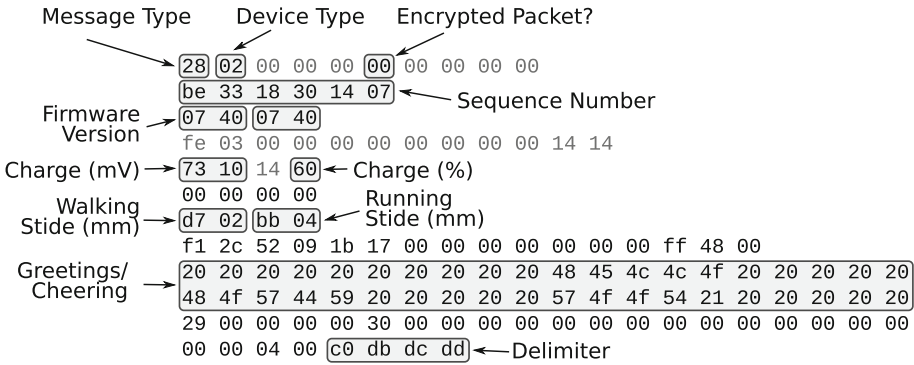 Message Type
Device Type
Encrypted Packet?
28 02 00 00 00 00 00 00 00 00
be 33 18 30 14 07
Sequence Number
Firmware
Version
07 40 07 40
fe 03 00 00 00 00 00 00 00 00 14 14
Charge (mV)
73 10 14 60
Charge (%)
00 00 00 00
Walking
Stide (mm)
d7 02 bb 04
Running
Stide (mm)
f1 2c 52 09 1b 17 00 00 00 00 00 00 00 ff 48 00
Greetings/
Cheering
20 20 20 20 20 20 20 20 20 20 48 45 4c 4c 4f 20 20 20 20 20
48 4f 57 44 59 20 20 20 20 20 57 4f 4f 54 21 20 20 20 20 20
29 00 00 00 00 30 00 00 00 00 00 00 00 00 00 00 00 00 00 00
00 00 04 00 c0 db dc dd
Delimiter